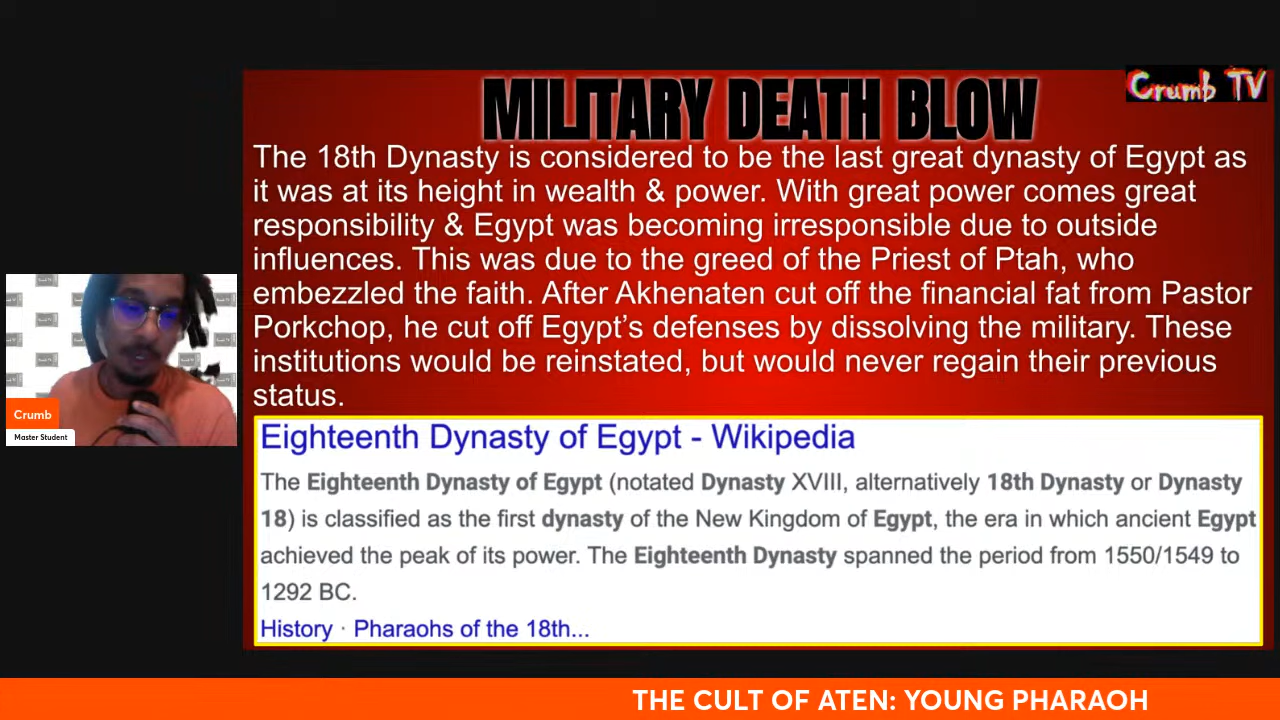 MILITARY DEATH BLOW
Crumb TV
The 18th Dynasty is considered to be the last great dynasty of Egypt as
it was at its height in wealth & power. With great power comes great
responsibility & Egypt was becoming irresponsible due to outside
influences. This was due to the greed of the Priest of Ptah, who
embezzled the faith. After Akhenaten cut off the financial fat from Pastor
Porkchop, he cut off Egypt’s defenses by dissolving the military. These
institutions would be reinstated, but would never regain their previous
status.
Eighteenth Dynasty of Egypt - Wikipedia
The Eighteenth Dynasty of Egypt (notated Dynasty XVIII, alternatively 18th Dynasty or Dynasty
18) is classified as the first dynasty of the New Kingdom of Egypt, the era in which ancient Egypt
achieved the peak of its power. The Eighteenth Dynasty spanned the period from 1550/1549 to
1292 BC.
History · Pharaohs of the 18th...
Crumb
Master Student
THE CULT OF ATEN: YOUNG PHARAOH